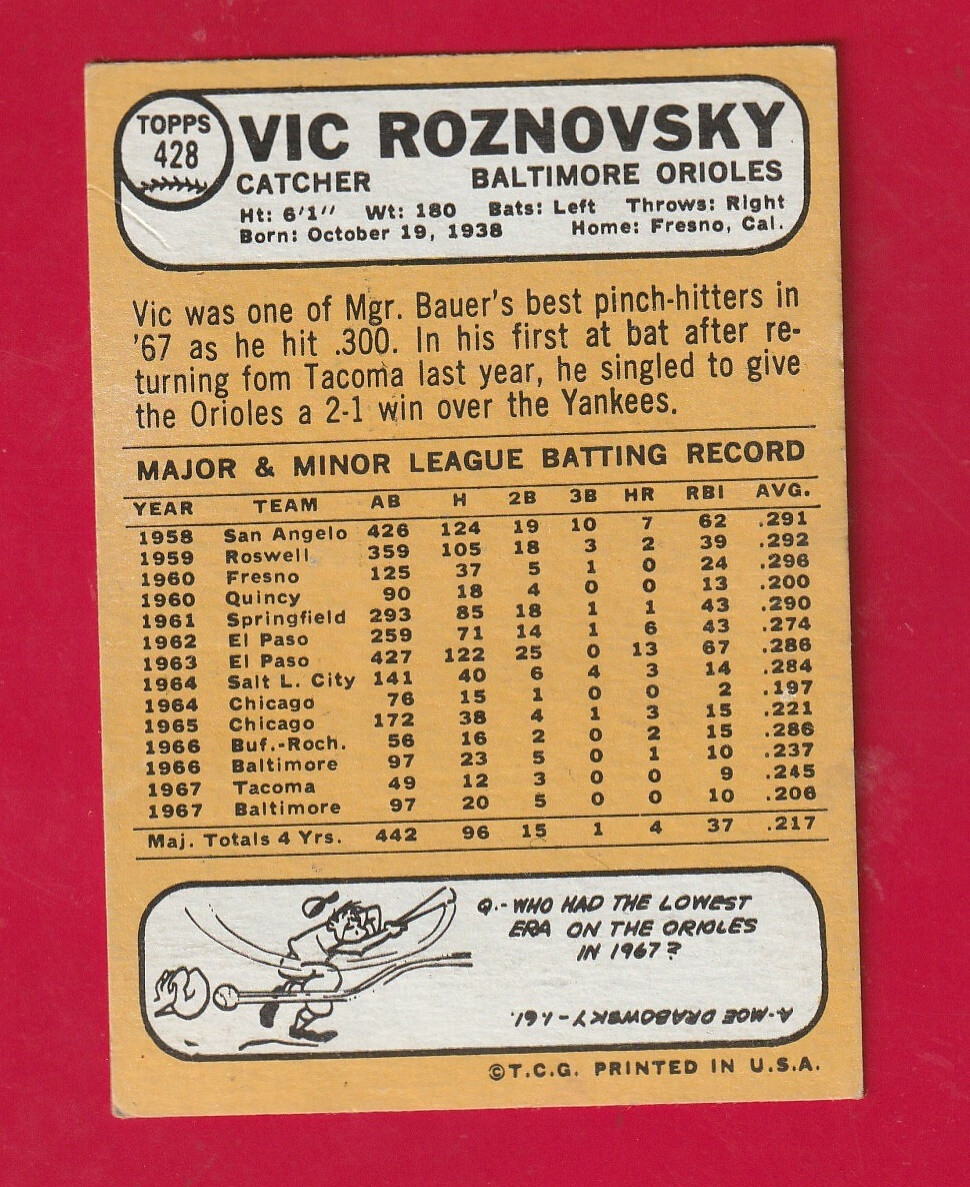 TOPPS
428
VIC ROZNOVSKY
CATCHER BALTIMORE ORIOLES
Ht: 6'1'' Wt: 180 Bats: Left Throws: Right
Born: October 19, 1938 Home: Fresno, Cal.
Vic was one of Mgr. Bauer's best pinch-hitters in
'67 as he hit .300. In his first at bat after re-
turning fom Tacoma last year, he singled to give
the Orioles a 2-1 win over the Yankees.
MAJOR & MINOR LEAGUE BATTING RECORD
YEAR TEAM AB H 2B 3B HR RBI AVG.
1958 San Angelo 426 124 19 10 7 62 .291
1959 Roswell 359 105 18 3 2 39 .292
1960 Fresno 125 37 5 1 0 24 .296
1960 Quincy 90 18 4 0 0 13 .200
1961 Springfield 293 85 18 1 1 43 .290
1962 El Paso 259 71 14 1 6 43 .274
1963 El Paso 427 122 25 0 13 67 .286
1964 Salt L. City 141 40 6 4 3 14 .284
1964 Chicago 76 15 1 0 0 2 .197
1965 Chicago 172 38 4 1 3 15 .221
1966 Buf.-Roch. 56 16 2 0 2 15 .286
1966 Baltimore 97 23 5 0 1 10 .237
1967 Tacoma 49 12 3 0 0 9 .245
1967 Baltimore 97 20 5 0 0 10 .206
Maj. Totals 4 Yrs. 442 96 15 1 4 37 .217
Q.-WHO HAD THE LOWEST
ERA ON THE ORIOLES
IN 1967?
A-MOE DRABOWSKY-1.61.
©T.C.G. PRINTED IN U.S.A.